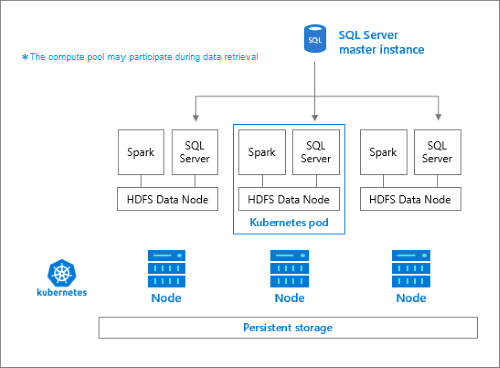 SQL
SQL Server
master instance
*The compute pool may participate during data retrieval
Spark
SQL
Server
Spark
SQL
Server
Spark
SQL
Server
HDFS Data Node
HDFS Data Node
HDFS Data Node
Kubernetes pod
kubernetes
Node
Node
Node
Persistent storage